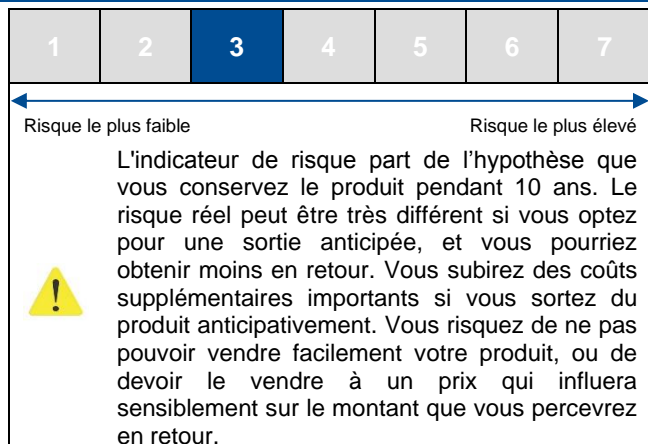 1 2 3 4 5 6 7
Risque le plus faible Risque le plus élevé
L'indicateur de risque part de l’hypothèse que
vous conservez le produit pendant 10 ans. Le
risque réel peut être très différent si vous optez
pour une sortie anticipée, et vous pourriez
obtenir moins en retour. Vous subirez des coûts
supplémentaires importants si vous sortez du
produit anticipativement. Vous risquez de ne pas
pouvoir vendre facilement votre produit, ou de
devoir le vendre à un prix qui influera
sensiblement sur le montant que vous percevrez
en retour.